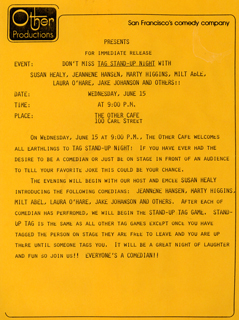 Other
Productions
San Francisco's comedy company
PRESENTS
FOR IMMEDIATE RELEASE
EVENT: DON'T MISS TAG STAND-UP NIGHT WITH
SUSAN HEALY, JEANNENE HANSEN, MARTY HIGGINS, MILT ABEL,
LAURA O'HARE, JAKE JOHANSON AND OTHERS!!
DATE: WEDNESDAY, JUNE 15
TIME: AT 9:00 P.M.
PLACE: THE OTHER CAFE
100 CARL STREET
ON WEDNESDAY, JUNE 15 AT 9:00 P.M., THE OTHER CAFE WELCOMES
ALL EARTHLINGS TO TAG STAND-UP NIGHT! IF YOU HAVE EVER HAD THE
DESIRE TO BE A COMEDIAN OR JUST BE ON STAGE IN FRONT OF AN AUDIENCE
TO TELL YOUR FAVORITE JOKE THIS COULD BE YOUR CHANCE.
THE EVENING WILL BEGIN WITH OUR HOST AND EMCEE SUSAN HEALY
INTRODUCING THE FOLLOWING COMEDIANS: JEANNENE HANSEN, MARTY HIGGINS,
MILT ABEL, LAURA O'HARE, JAKE JOHANSON AND OTHERS. AFTER EACH OF
COMEDIAN HAS PERFROMED, WE WILL BEGIN THE STAND-UP TAG GAME. STAND-
UP TAG IS THE SAME AS ALL OTHER TAG GAMES EXCEPT ONCE YOU HAVE
TAGGED THE PERSON ON STAGE THEY ARE FREE TO LEAVE AND YOU ARE UP
THERE UNTIL SOMEONE TAGS YOU. IT WILL BE A GREAT NIGHT OF LAUGHTER
AND FUN SO JOIN US!! EVERYONE'S A COMEDIAN!!